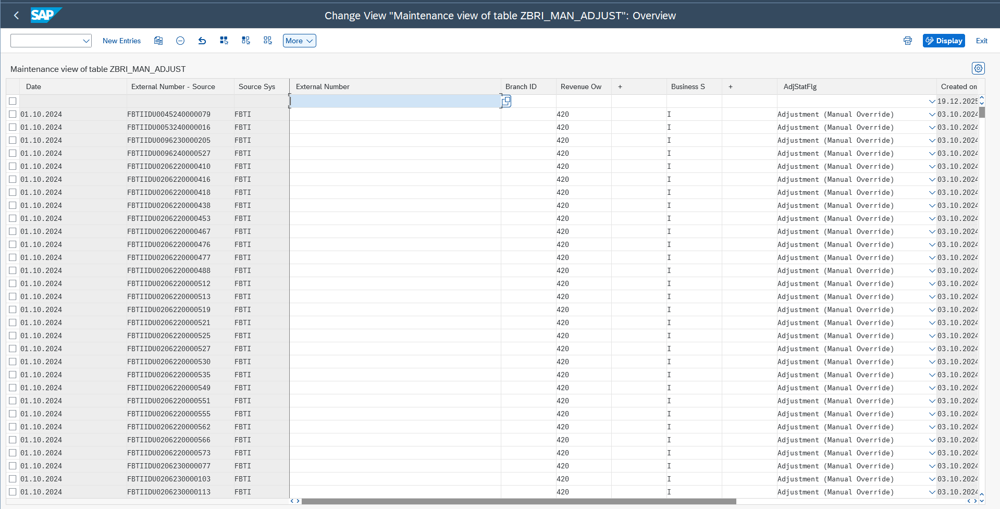 SAP
Change View "Maintenance view of table ZBRI_MAN_ADJUST": Overview
New Entries More Display Exit
Maintenance view of table ZBRI_MAN_ADJUST
Date External Number - Source Source Sys External Number Branch ID Revenue Ow + Business S + AdjStatFlg Created on
19.12.2025
01.10.2024 FBTIIDU0045240000079 FBTI 420 I Adjustment (Manual Override) 03.10.2024
01.10.2024 FBTIIDU0053240000016 FBTI 420 I Adjustment (Manual Override) 03.10.2024
01.10.2024 FBTIIDU0096230000205 FBTI 420 I Adjustment (Manual Override) 03.10.2024
01.10.2024 FBTIIDU0096240000527 FBTI 420 I Adjustment (Manual Override) 03.10.2024
01.10.2024 FBTIIDU0206220000410 FBTI 420 I Adjustment (Manual Override) 03.10.2024
01.10.2024 FBTIIDU0206220000416 FBTI 420 I Adjustment (Manual Override) 03.10.2024
01.10.2024 FBTIIDU0206220000418 FBTI 420 I Adjustment (Manual Override) 03.10.2024
01.10.2024 FBTIIDU0206220000438 FBTI 420 I Adjustment (Manual Override) 03.10.2024
01.10.2024 FBTIIDU0206220000453 FBTI 420 I Adjustment (Manual Override) 03.10.2024
01.10.2024 FBTIIDU0206220000467 FBTI 420 I Adjustment (Manual Override) 03.10.2024
01.10.2024 FBTIIDU0206220000476 FBTI 420 I Adjustment (Manual Override) 03.10.2024
01.10.2024 FBTIIDU0206220000477 FBTI 420 I Adjustment (Manual Override) 03.10.2024
01.10.2024 FBTIIDU0206220000488 FBTI 420 I Adjustment (Manual Override) 03.10.2024
01.10.2024 FBTIIDU0206220000512 FBTI 420 I Adjustment (Manual Override) 03.10.2024
01.10.2024 FBTIIDU0206220000513 FBTI 420 I Adjustment (Manual Override) 03.10.2024
01.10.2024 FBTIIDU0206220000519 FBTI 420 I Adjustment (Manual Override) 03.10.2024
01.10.2024 FBTIIDU0206220000521 FBTI 420 I Adjustment (Manual Override) 03.10.2024
01.10.2024 FBTIIDU0206220000525 FBTI 420 I Adjustment (Manual Override) 03.10.2024
01.10.2024 FBTIIDU0206220000527 FBTI 420 I Adjustment (Manual Override) 03.10.2024
01.10.2024 FBTIIDU0206220000530 FBTI 420 I Adjustment (Manual Override) 03.10.2024
01.10.2024 FBTIIDU0206220000535 FBTI 420 I Adjustment (Manual Override) 03.10.2024
01.10.2024 FBTIIDU0206220000549 FBTI 420 I Adjustment (Manual Override) 03.10.2024
01.10.2024 FBTIIDU0206220000551 FBTI 420 I Adjustment (Manual Override) 03.10.2024
01.10.2024 FBTIIDU0206220000555 FBTI 420 I Adjustment (Manual Override) 03.10.2024
01.10.2024 FBTIIDU0206220000562 FBTI 420 I Adjustment (Manual Override) 03.10.2024
01.10.2024 FBTIIDU0206220000566 FBTI 420 I Adjustment (Manual Override) 03.10.2024
01.10.2024 FBTIIDU0206220000573 FBTI 420 I Adjustment (Manual Override) 03.10.2024
01.10.2024 FBTIIDU0206230000077 FBTI 420 I Adjustment (Manual Override) 03.10.2024
01.10.2024 FBTIIDU0206230000103 FBTI 420 I Adjustment (Manual Override) 03.10.2024
01.10.2024 FBTIIDU0206230000113 FBTI 420 I Adjustment (Manual Override) 03.10.2024